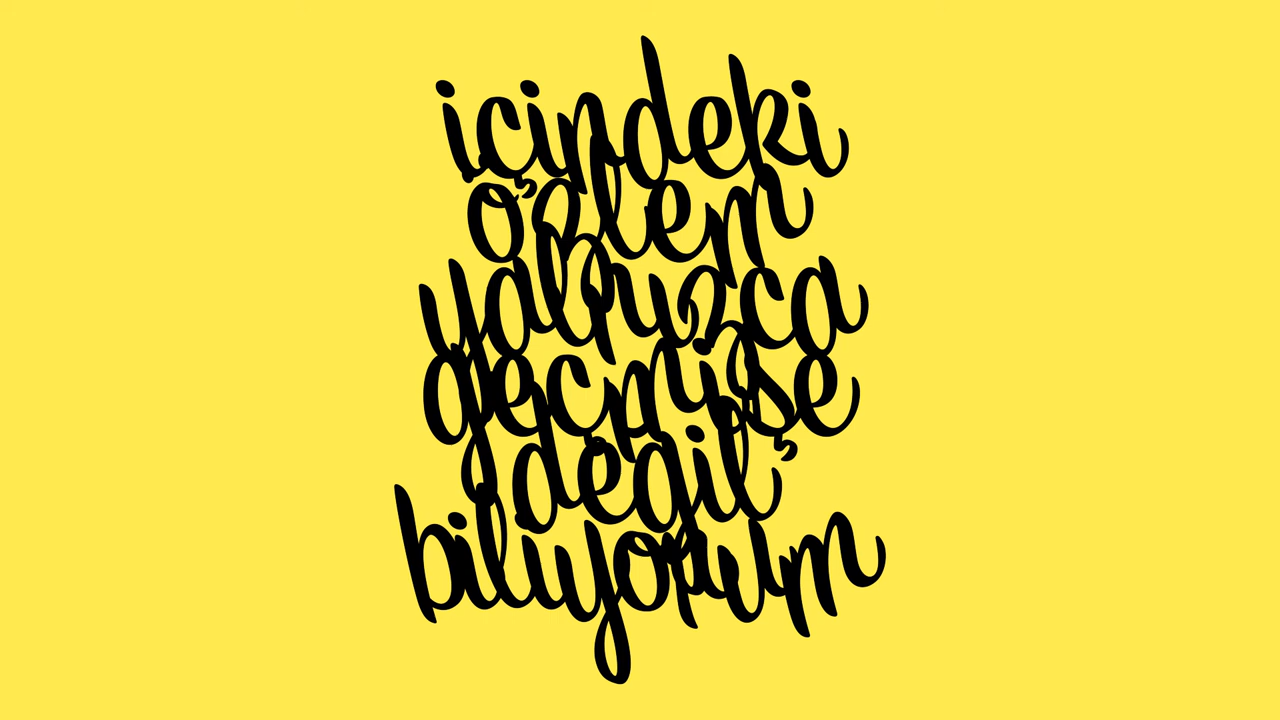 içindeki
özlem
yalnızca
geçmişe
değil
biliyorum